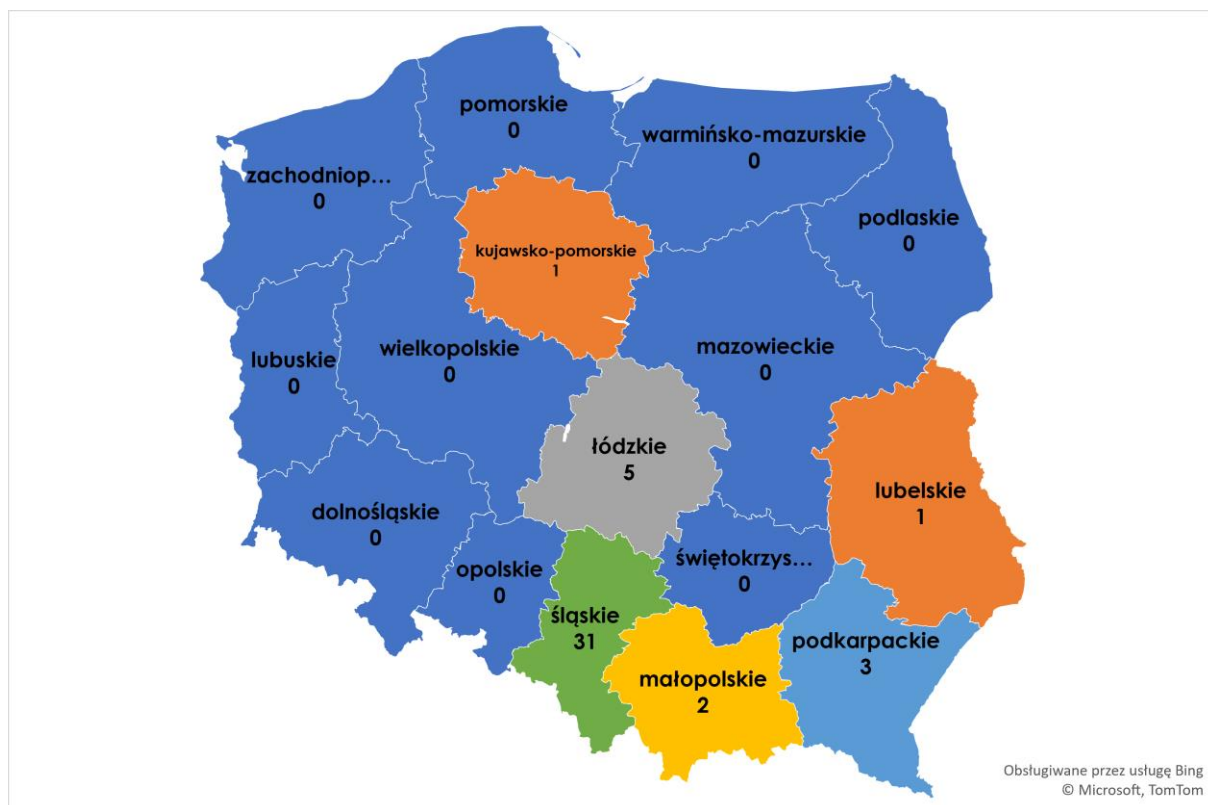 pomorskie
0
warmińsko-mazurskie
0
zachodniop...
0
podlaskie
0
kujawsko-pomorskie
1
lubuskie
0
wielkopolskie
0
mazowieckie
0
łódzkie
5
lubelskie
1
dolnośląskie
0
opolskie
0
świętokrzys...
0
śląskie
31
podkarpackie
3
małopolskie
2
Obsługiwane przez usługę Bing
© Microsoft, TomTom